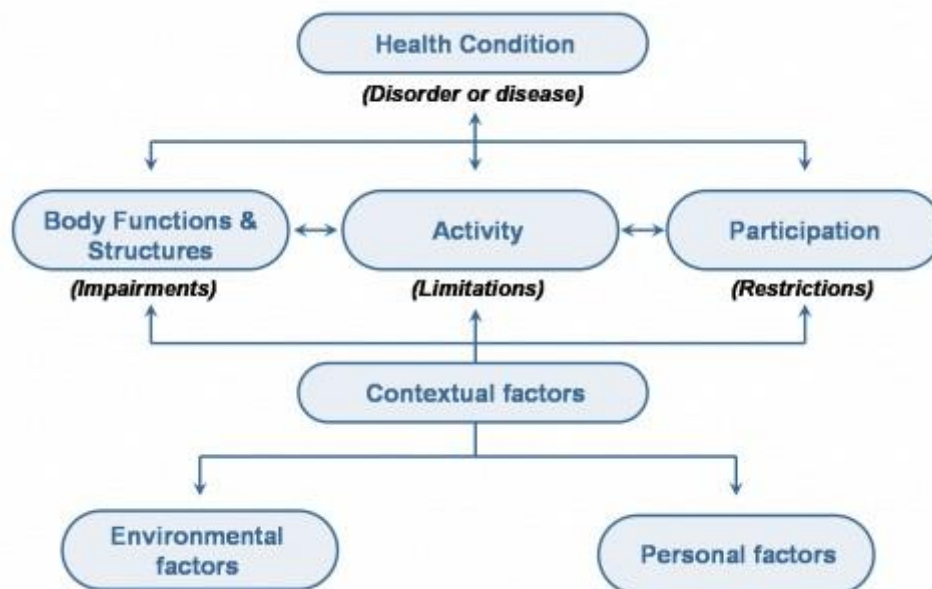 Health Condition
(Disorder or disease)
Body Functions &
Structures
Activity
Participation
(Impairments)
(Limitations)
(Restrictions)
Contextual factors
Environmental
factors
Personal factors